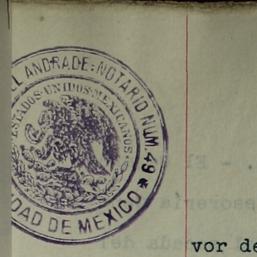 L ANDRADE: NOTARIO NUM. 49
ESTADOS UNIDOS MEXICANOS.
DAD DE MEXICO
vor de